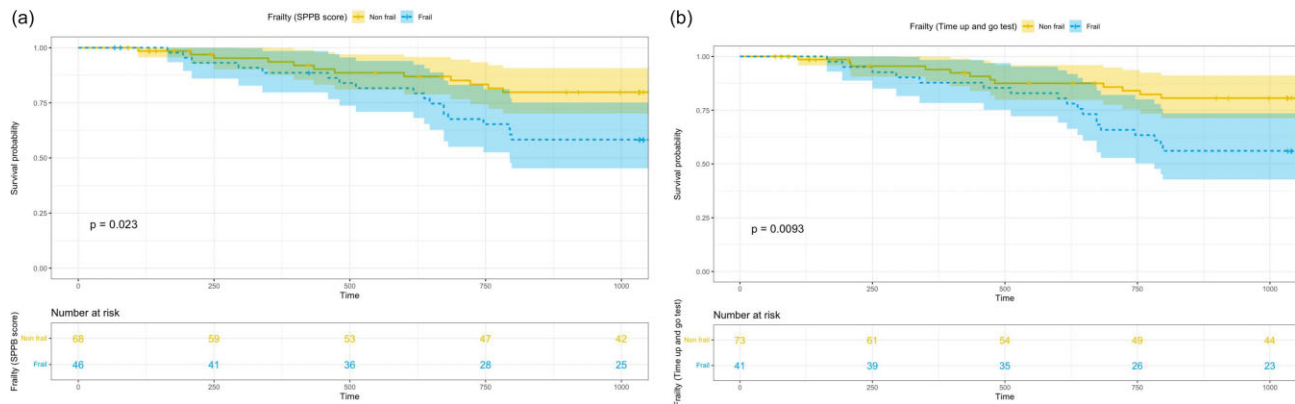 (a)
Frailty (SPPB score) Non frail Frail
1.00
0.75
0.50
0.25
0.00
Survival probability
p = 0.023
0 250 500 750 1000
Time
Number at risk
Frailty (SPPB score)
Non frail 68 59 53 47 42
Frail 46 41 36 28 25
0 250 500 750 1000
Time
(b)
Frailty (Time up and go test) Non frail Frail
1.00
0.75
0.50
0.25
0.00
Survival probability
p = 0.0093
0 250 500 750 1000
Time
Number at risk
Frailty (Time up and go test)
Non frail 73 61 54 49 44
Frail 41 39 35 26 23
0 250 500 750 1000
Time